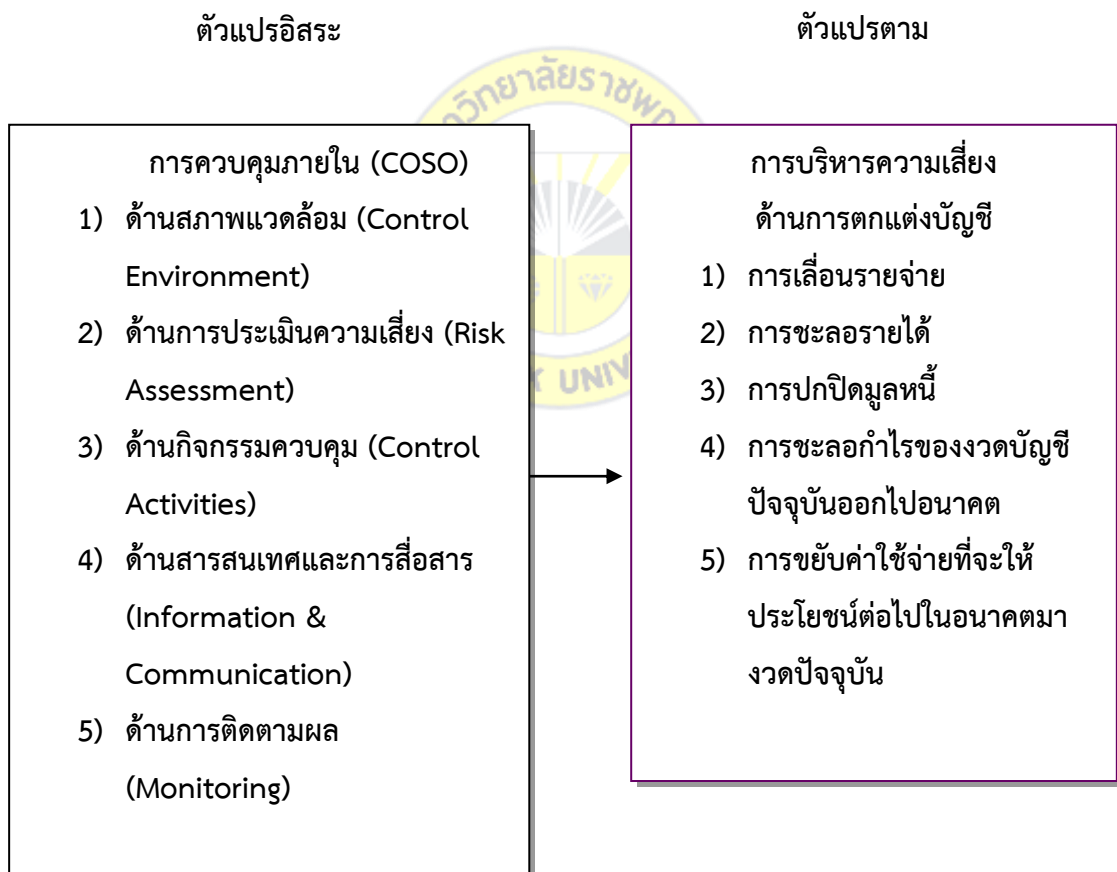 ตัวแปรอิสระ
ตัวแปรตาม
การควบคุมภายใน (COSO)
1) ด้านสภาพแวดล้อม (Control
Environment)
2) ด้านการประเมินความเสี่ยง (Risk
Assessment)
3) ด้านกิจกรรมควบคุม (Control
Activities)
4) ด้านสารสนเทศและการสื่อสาร
(Information &
Communication)
5) ด้านการติดตามผล
(Monitoring)
การบริหารความเสี่ยง
ด้านการตกแต่งบัญชี
1) การเลื่อนรายจ่าย
2) การชะลอรายได้
3) การปกปิดมูลหนี้
4) การชะลอกำไรของงวดบัญชี
ปัจจุบันออกไปอนาคต
5) การขยับค่าใช้จ่ายที่จะให้
ประโยชน์ต่อไปในอนาคตมา
งวดปัจจุบัน